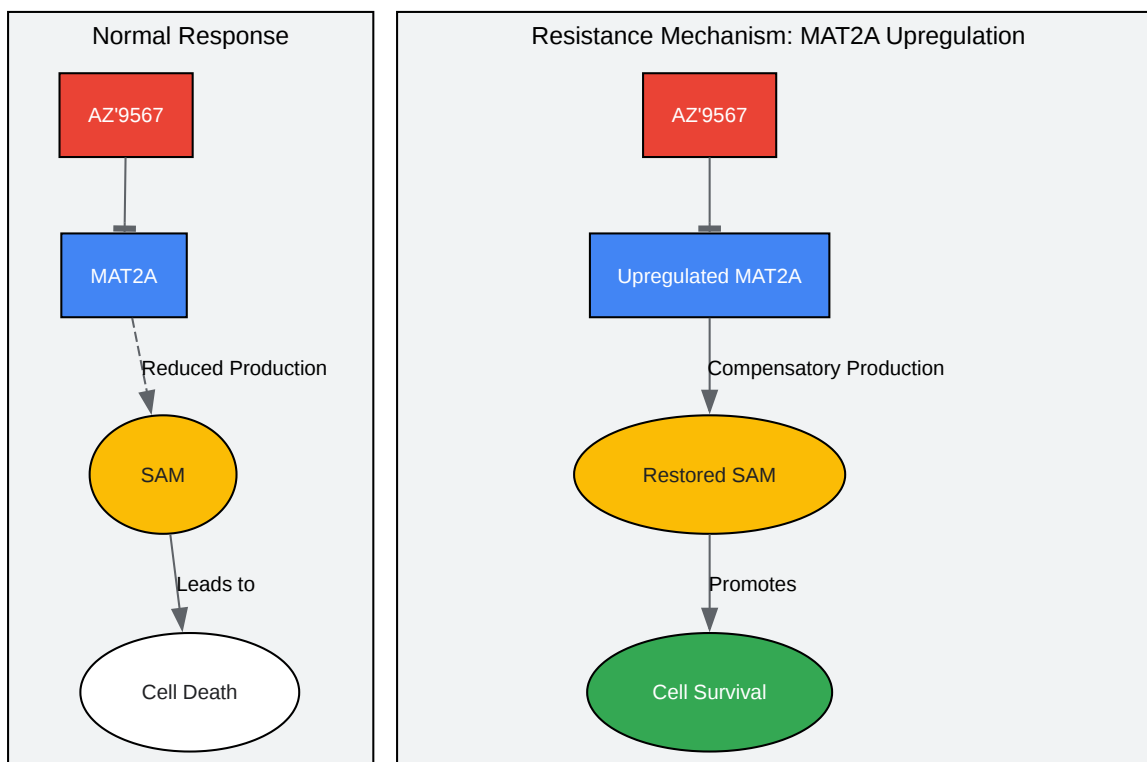 Normal Response
AZ'9567
MAT2A
Reduced Production
SAM
Leads to
Cell Death
Resistance Mechanism: MAT2A Upregulation
AZ'9567
Upregulated MAT2A
Compensatory Production
Restored SAM
Promotes
Cell Survival